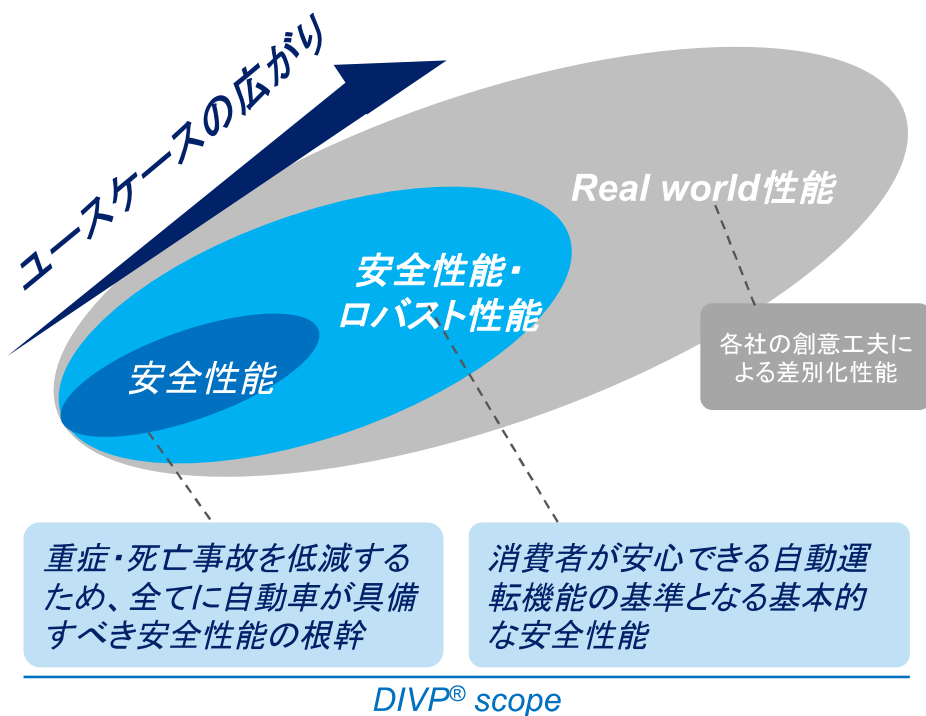 ユースケースの広がり
Real world性能
安全性能・
ロバスト性能
安全性能
各社の創意工夫に
よる差別化性能
重症・死亡事故を低減する
ため、全てに自動車が具備
すべき安全性能の根幹
消費者が安心できる自動運
転機能の基準となる基本的
な安全性能
DIVP® scope